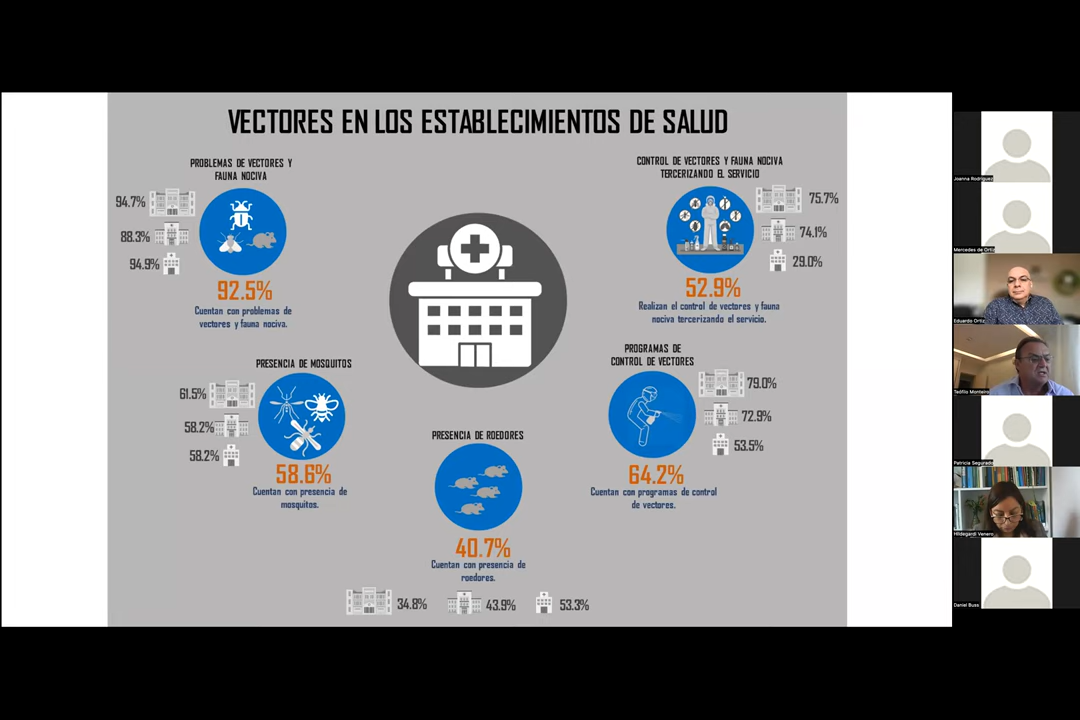 VECTORES EN LOS ESTABLECIMIENTOS DE SALUD
PROBLEMAS DE VECTORES Y
FAUNA NOCIVA
94.7%
88.3%
94.9%
92.5%
Cuentan con problemas de
vectores y fauna nociva.
CONTROL DE VECTORES Y FAUNA NOCIVA
TERCERIZANDO EL SERVICIO
75.7%
74.1%
29.0%
52.9%
Realizan el control de vectores y fauna
nociva tercerizando el servicio.
PRESENCIA DE MOSQUITOS
61.5%
58.2%
58.2%
58.6%
Cuentan con presencia de
mosquitos.
PROGRAMAS DE
CONTROL DE VECTORES
79.0%
72.9%
53.5%
64.2%
Cuentan con programas de control
de vectores.
PRESENCIA DE ROEDORES
40.7%
Cuentan con presencia de
roedores.
34.8%
43.9%
53.3%
Joanna Rodriguez
Mercedes de Ortiz
Eduardo Ortiz
Teófilo Monteiro
Patricia Segurado
Hildegardi Venero
Daniel Buss